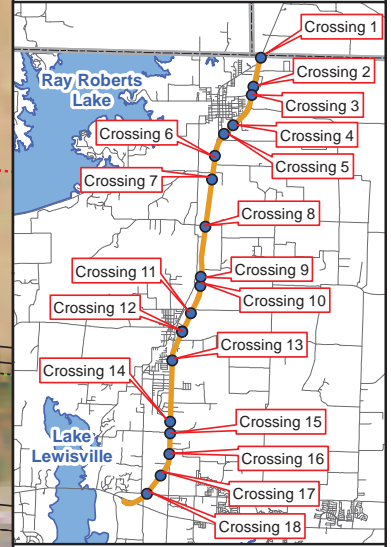 Crossing 1
Ray Roberts
Lake
Crossing 2
Crossing 3
Crossing 4
Crossing 6
Crossing 5
Crossing 7
Crossing 8
Crossing 11
Crossing 9
Crossing 12
Crossing 10
Crossing 13
Crossing 14
Crossing 15
Lake
Lewisville
Crossing 16
Crossing 17
Crossing 18